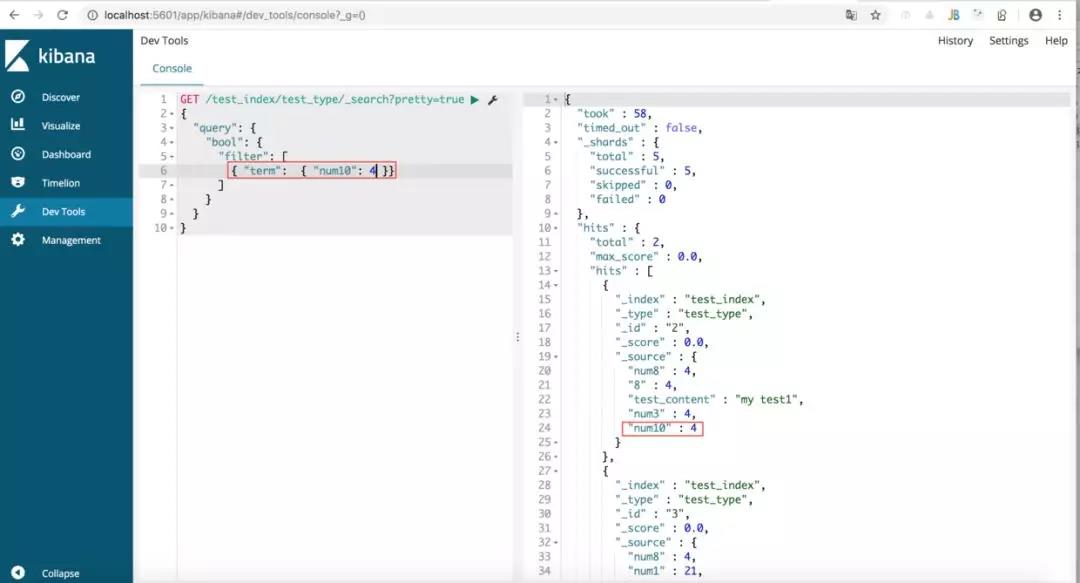 localhost:5601/app/kibana#/dev_tools/console?_g=()
JB
kibana
Discover
Visualize
Dashboard
Timelion
Dev Tools
Management
Collapse
Dev Tools
History Settings Help
Console
1 GET /test_index/test_type/_search?pretty=true
2 {
3 "query": {
4 "bool": {
5 "filter": [
6 { "term": { "num10": 4 }}
7 ]
8 }
9 }
10 }
1 {
2 "took" : 58,
3 "timed_out" : false,
4 "_shards" : {
5 "total" : 5,
6 "successful" : 5,
7 "skipped" : 0,
8 "failed" : 0
9 },
10 "hits" : {
11 "total" : 2,
12 "max_score" : 0.0,
13 "hits" : [
14 {
15 "_index" : "test_index",
16 "_type" : "test_type",
17 "_id" : "2",
18 "_score" : 0.0,
19 "_source" : {
20 "num8" : 4,
21 "8" : 4,
22 "test_content" : "my test1",
23 "num3" : 4,
24 "num10" : 4
25 }
26 },
27 {
28 "_index" : "test_index",
29 "_type" : "test_type",
30 "_id" : "3",
31 "_score" : 0.0,
32 "_source" : {
33 "num8" : 4,
34 "num1" : 21,